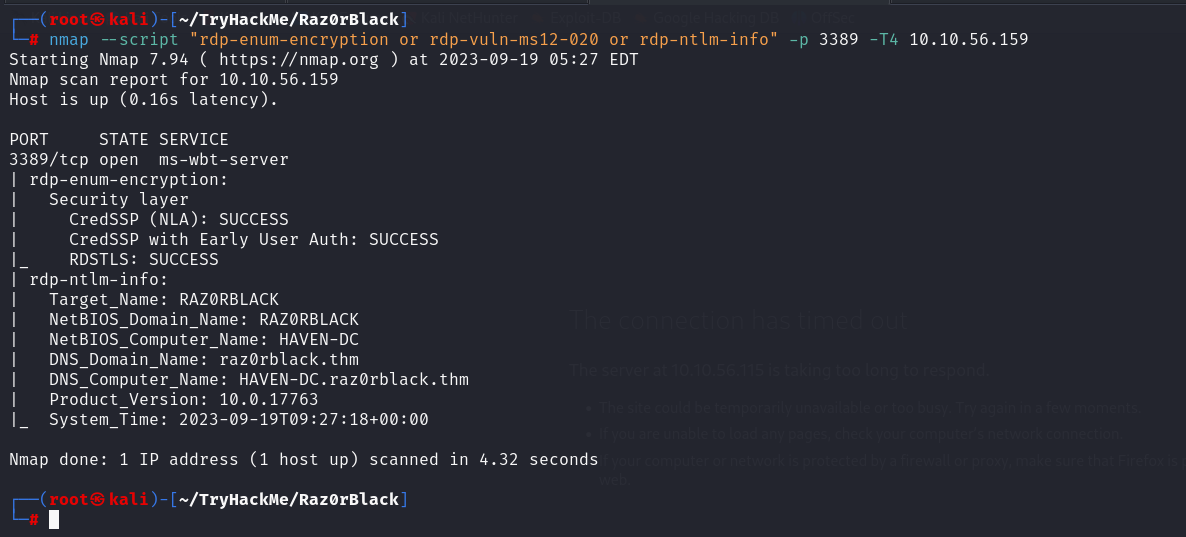 Kali NetHunter Exploit-DB Google Hacking DB OffSec
┌──(root㉿kali)-[~/TryHackMe/Raz0rBlack]
└─# nmap --script "rdp-enum-encryption or rdp-vuln-ms12-020 or rdp-ntlm-info" -p 3389 -T4 10.10.56.159
Starting Nmap 7.94 ( https://nmap.org ) at 2023-09-19 05:27 EDT
Nmap scan report for 10.10.56.159
Host is up (0.16s latency).
PORT     STATE SERVICE
3389/tcp open  ms-wbt-server
| rdp-enum-encryption:
|   Security layer
|     CredSSP (NLA): SUCCESS
|     CredSSP with Early User Auth: SUCCESS
|_    RDSTLS: SUCCESS
| rdp-ntlm-info:
|   Target_Name: RAZ0RBLACK
|   NetBIOS_Domain_Name: RAZ0RBLACK
|   NetBIOS_Computer_Name: HAVEN-DC
|   DNS_Domain_Name: raz0rblack.thm
|   DNS_Computer_Name: HAVEN-DC.raz0rblack.thm
|   Product_Version: 10.0.17763
|_  System_Time: 2023-09-19T09:27:18+00:00
Nmap done: 1 IP address (1 host up) scanned in 4.32 seconds
┌──(root㉿kali)-[~/TryHackMe/Raz0rBlack]
└─#
The connection has timed out
The server at 10.10.56.115 is taking too long to respond.
The site could be temporarily unavailable or too busy. Try again in a few moments.
If you are unable to load any pages, check your computer's network connection.
your computer or network is protected by a firewall or proxy, make sure that Firefox is
web.